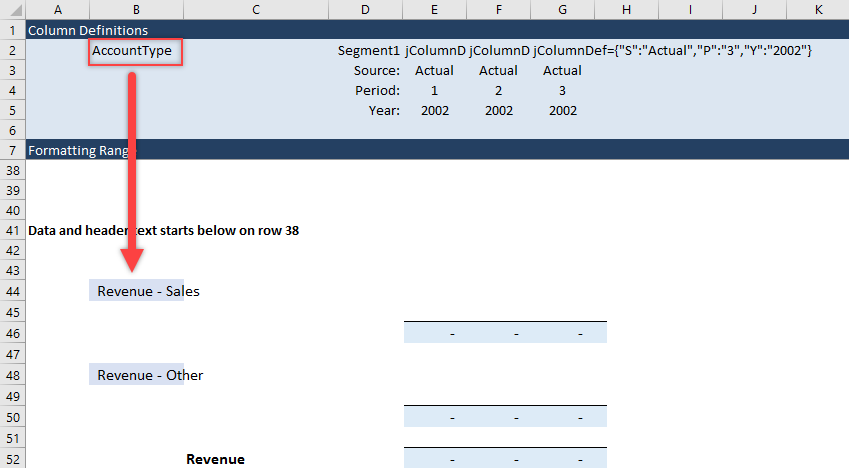 A B C D E F G H I J K
1 Column Definitions
2 AccountType Segment1 jColumnD jColumnD jColumnDef={"S":"Actual","P":"3","Y":"2002"}
3 Source: Actual Actual Actual
4 Period: 1 2 3
5 Year: 2002 2002 2002
6
7 Formatting Range
38
39
40
41 Data and header text starts below on row 38
42
43
44 Revenue - Sales
45
46 - - -
47
48 Revenue - Other
49
50 - - -
51
52 Revenue - - -